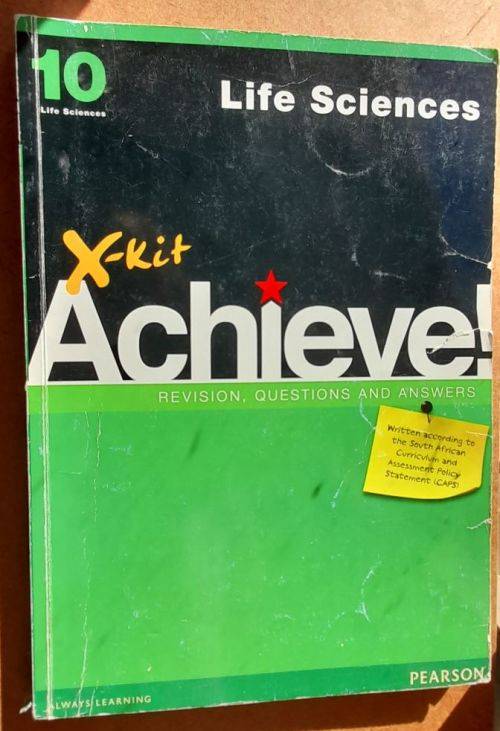 10
Life Sciences
Life Sciences
X-kit
Achieve!
REVISION, QUESTIONS AND ANSWERS
Written according to
the South African
Curriculum and
Assessment Policy
Statement (CAPS)
PEARSON
ALWAYS LEARNING